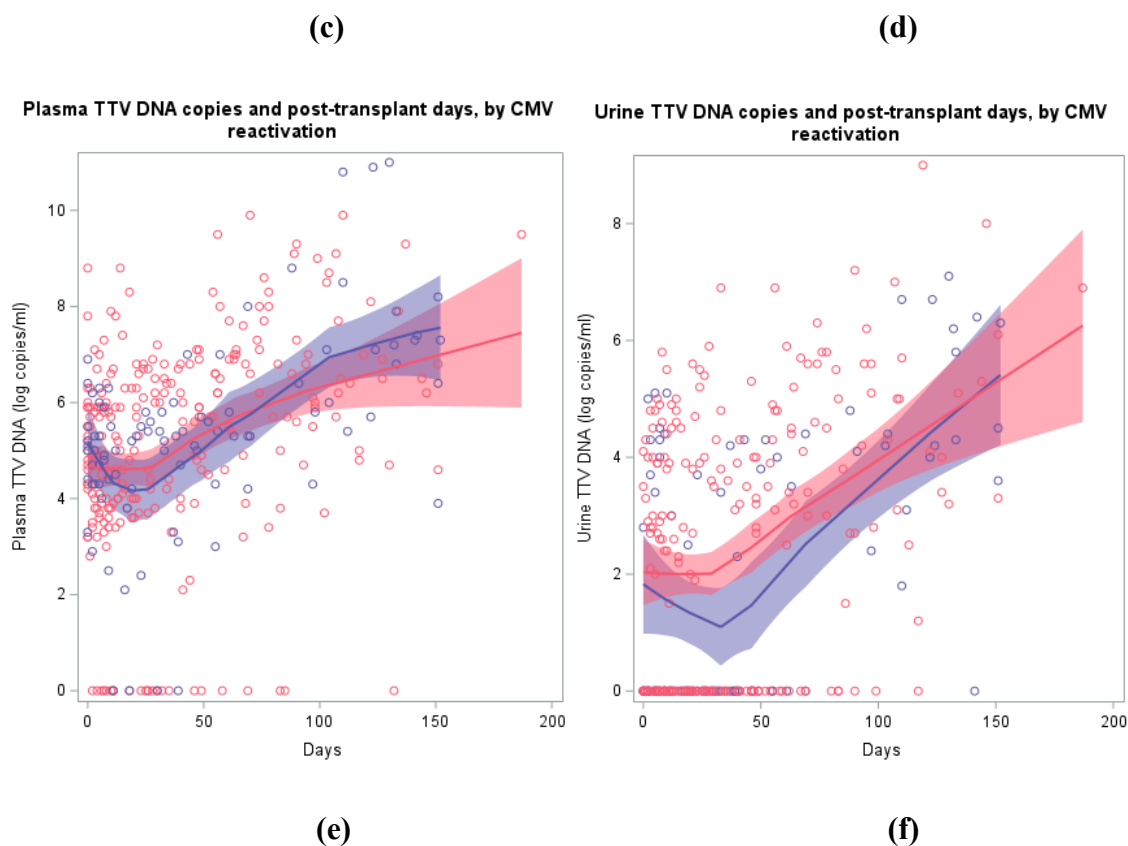 (c)
(d)
Plasma TTV DNA copies and post-transplant days, by CMV
reactivation
Plasma TTV DNA (log copies/ml)
10
8
6
4
2
0
0
50
100
150
200
Days
Urine TTV DNA copies and post-transplant days, by CMV
reactivation
Urine TTV DNA (log copies/ml)
8
6
4
2
0
0
50
100
150
200
Days
(e)
(f)